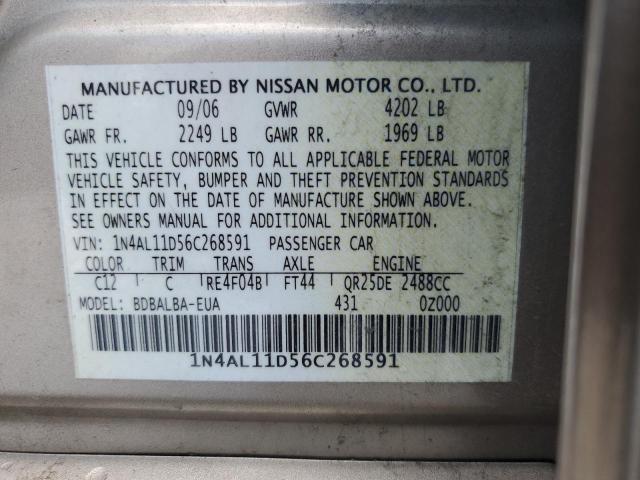 MANUFACTURED BY NISSAN MOTOR CO., LTD.
DATE 09/06 GVWR 4202 LB
GAWR FR. 2249 LB GAWR RR. 1969 LB
THIS VEHICLE CONFORMS TO ALL APPLICABLE FEDERAL MOTOR
VEHICLE SAFETY, BUMPER AND THEFT PREVENTION STANDARDS
IN EFFECT ON THE DATE OF MANUFACTURE SHOWN ABOVE.
SEE OWNERS MANUAL FOR ADDITIONAL INFORMATION.
VIN: 1N4AL11D56C268591 PASSENGER CAR
COLOR TRIM TRANS AXLE ENGINE
C12 C RE4F04B FT44 QR25DE 2488CC
MODEL: BDBALBA-EUA 431 0Z000
1N4AL11D56C268591